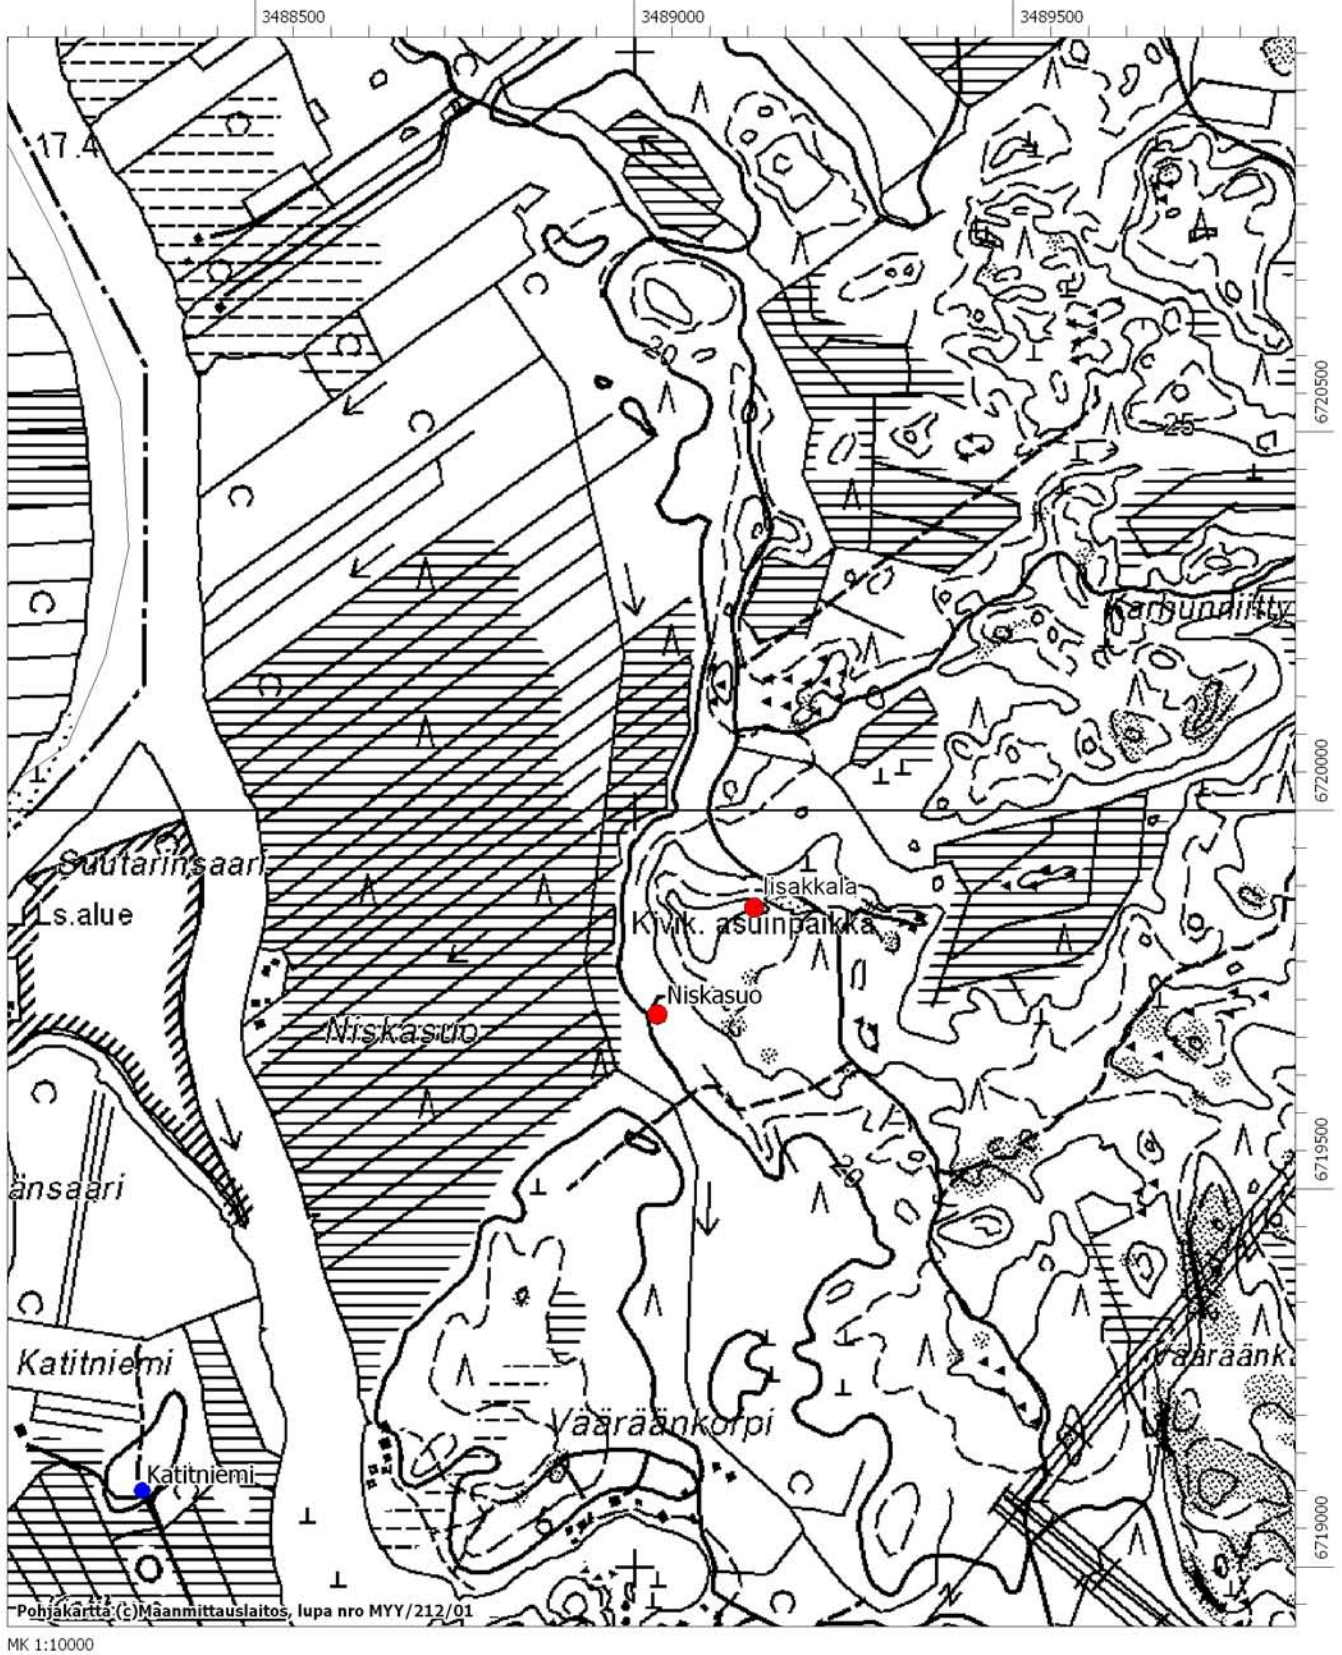 3488500
3489000
3489500
17.4
20
6720500
25
Karhunniitty
6720000
Suutarinsaari
Ls.alue
Iisakkala
Kivik. asuinpaikka
Niskasuo
Niskasuo
6719500
änsaari
20
Katitniemi
Vääränk
Vääräänkorpi
Katitniemi
6719000
Pohjakartta:(c)Maanmittauslaitos, lupa nro MYY/212/01
MK 1:10000